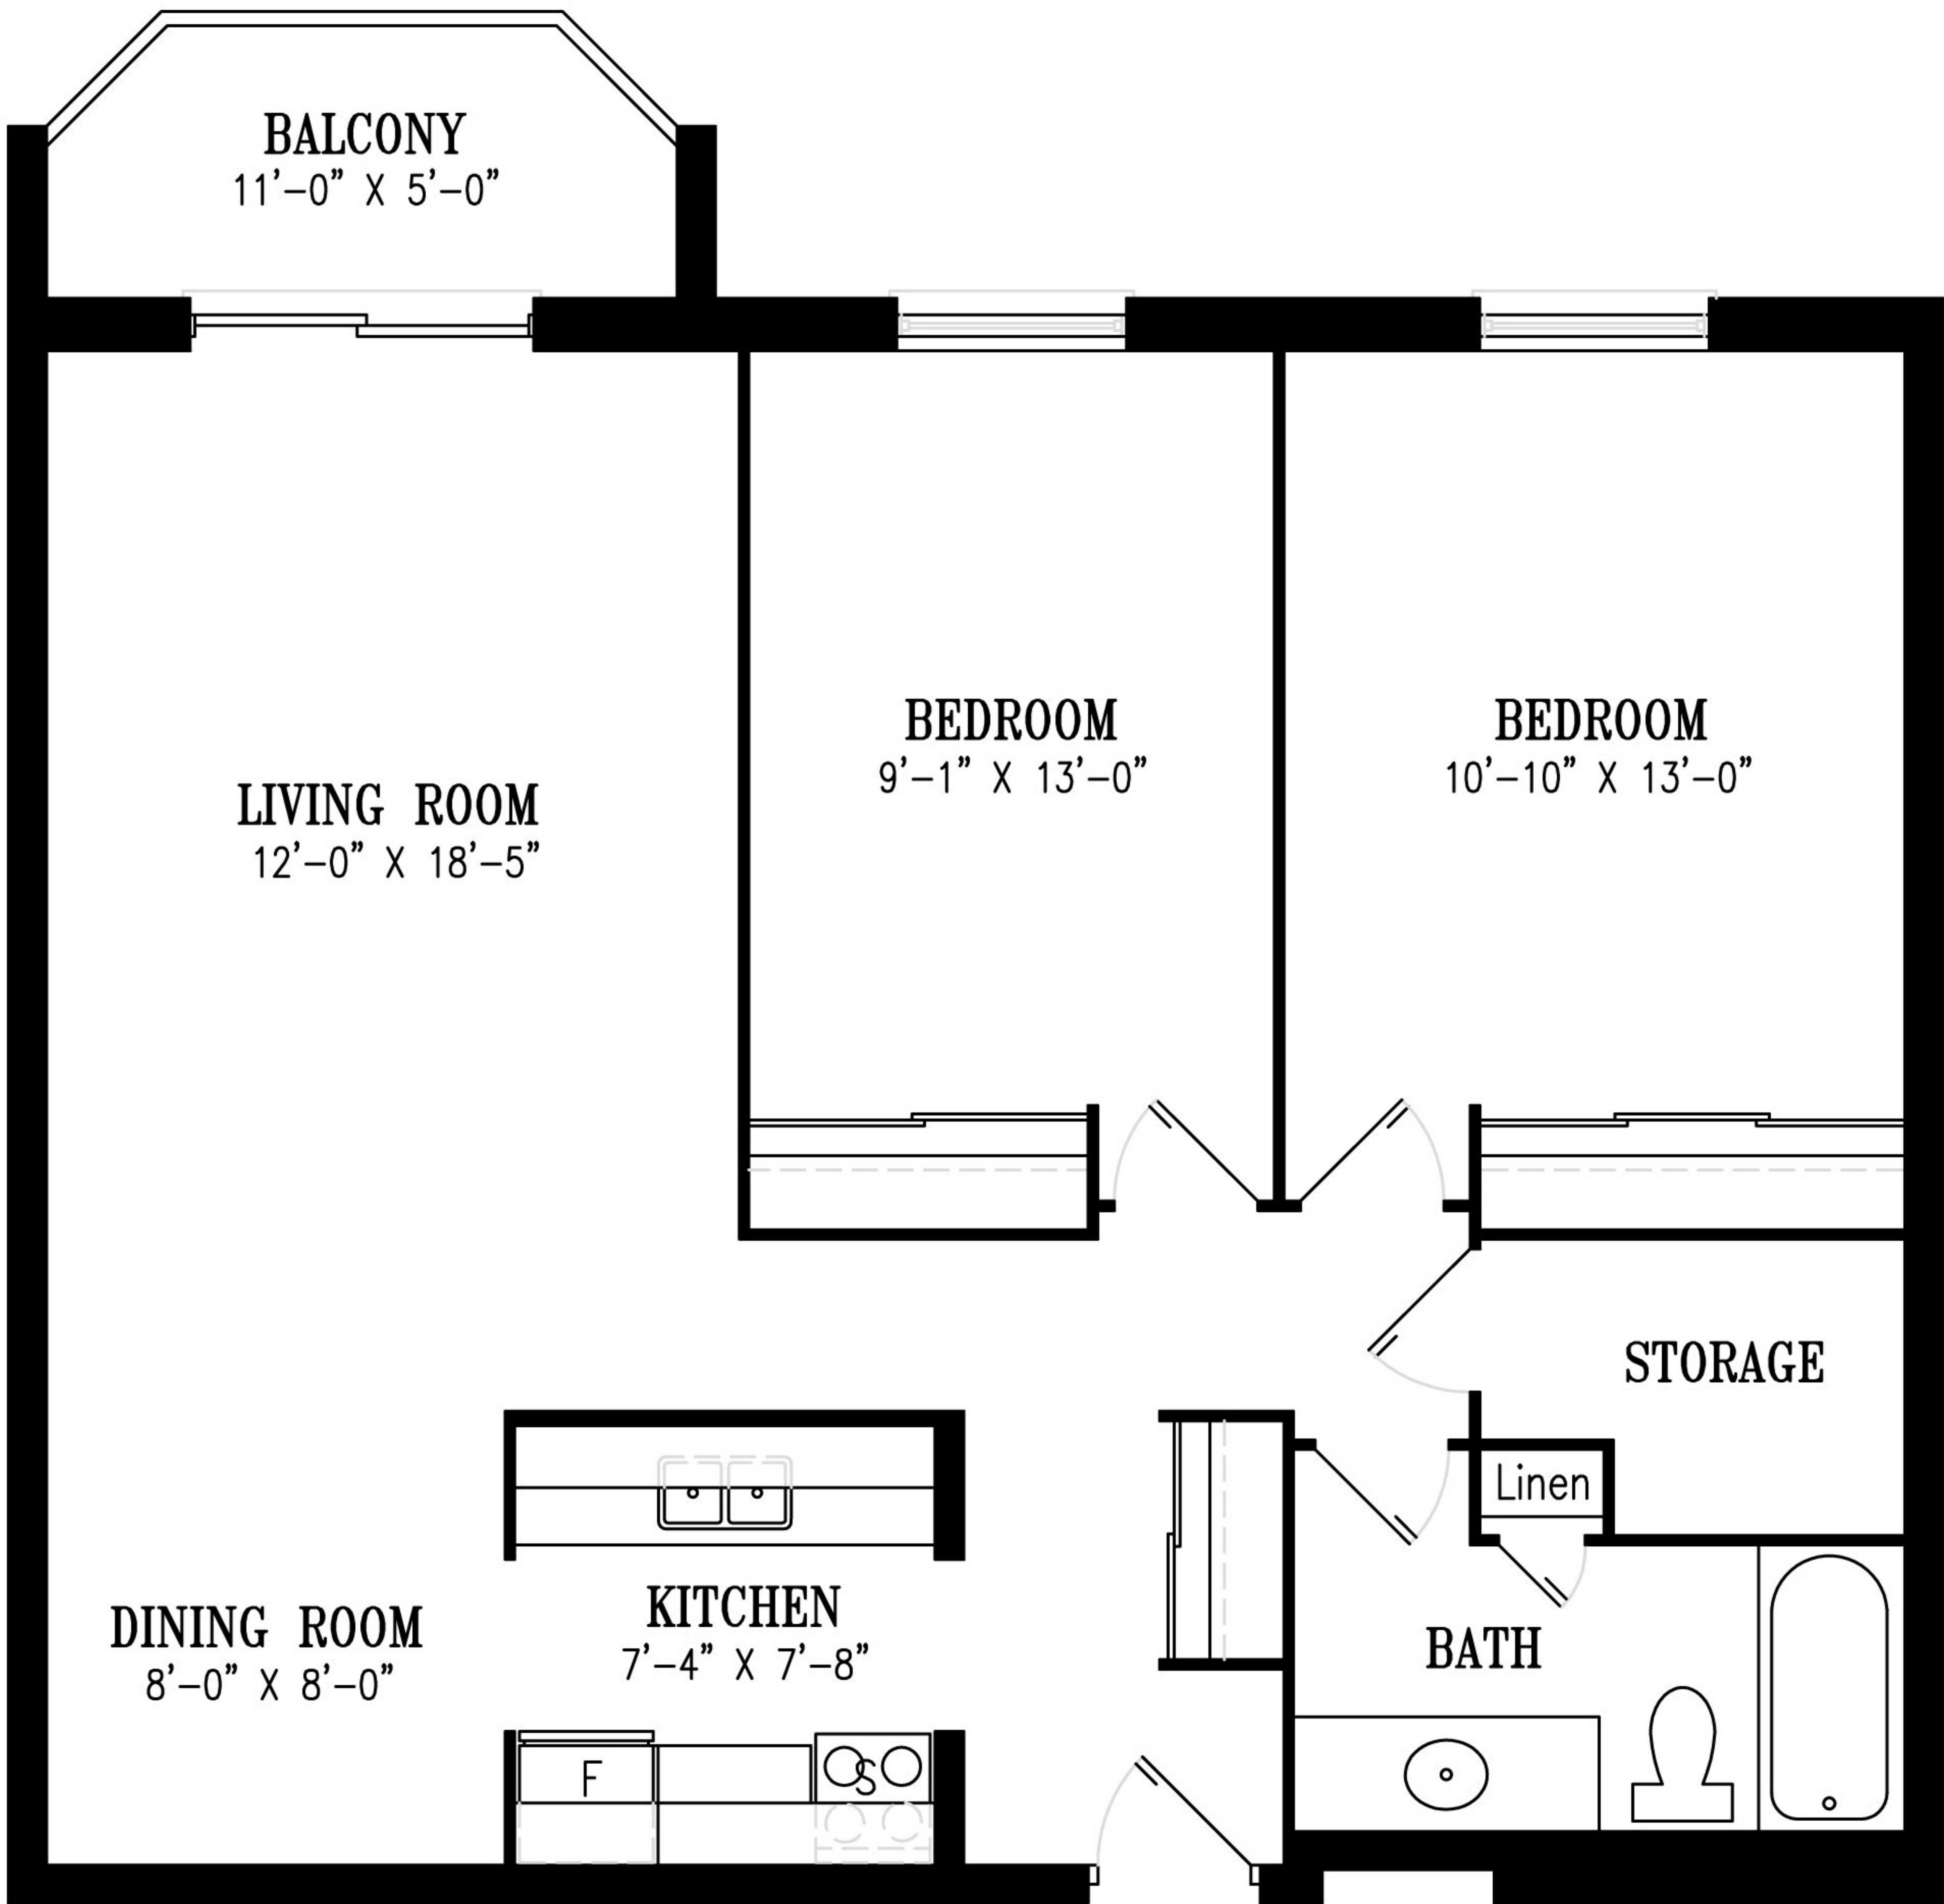 BALCONY
11'-0" X 5'-0"
BEDROOM
9'-1" X 13'-0"
BEDROOM
10'-10" X 13'-0"
LIVING ROOM
12'-0" X 18'-5"
STORAGE
Linen
KITCHEN
7'-4" X 7'-8"
DINING ROOM
8'-0" X 8'-0"
BATH
F
S